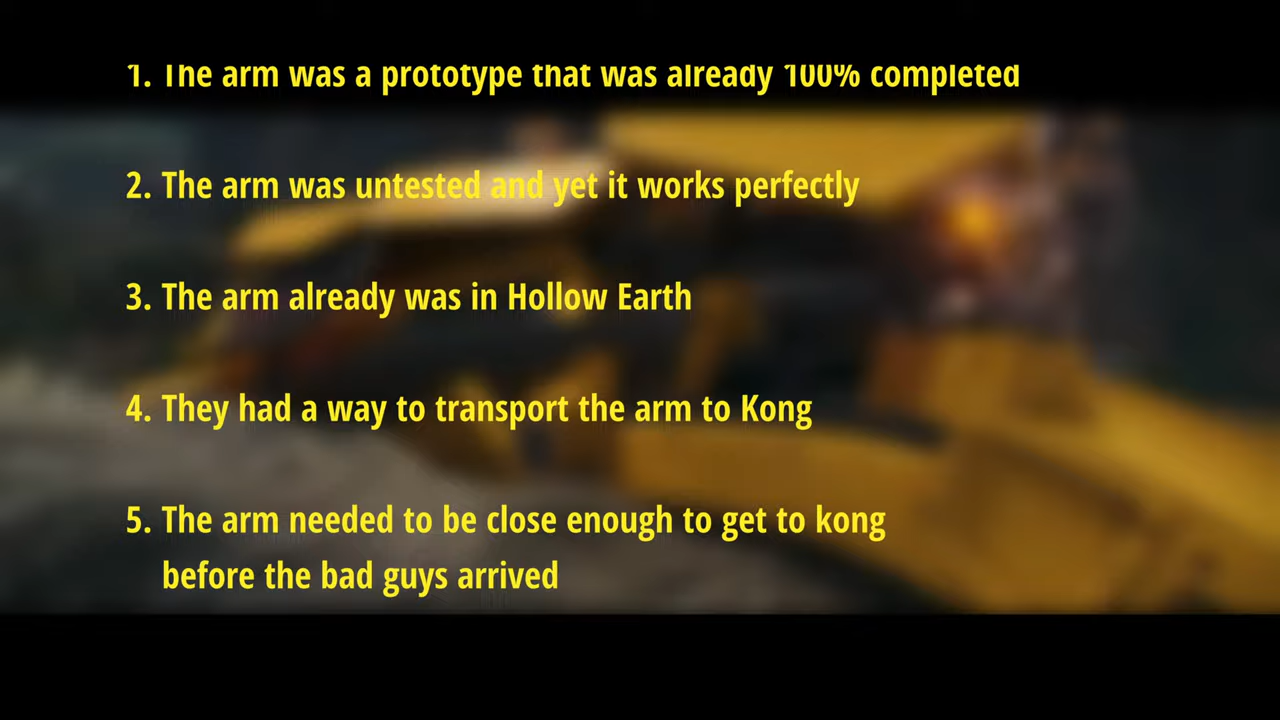 1. The arm was a prototype that was already 100% completed
2. The arm was untested and yet it works perfectly
3. The arm already was in Hollow Earth
4. They had a way to transport the arm to Kong
5. The arm needed to be close enough to get to kong
before the bad guys arrived